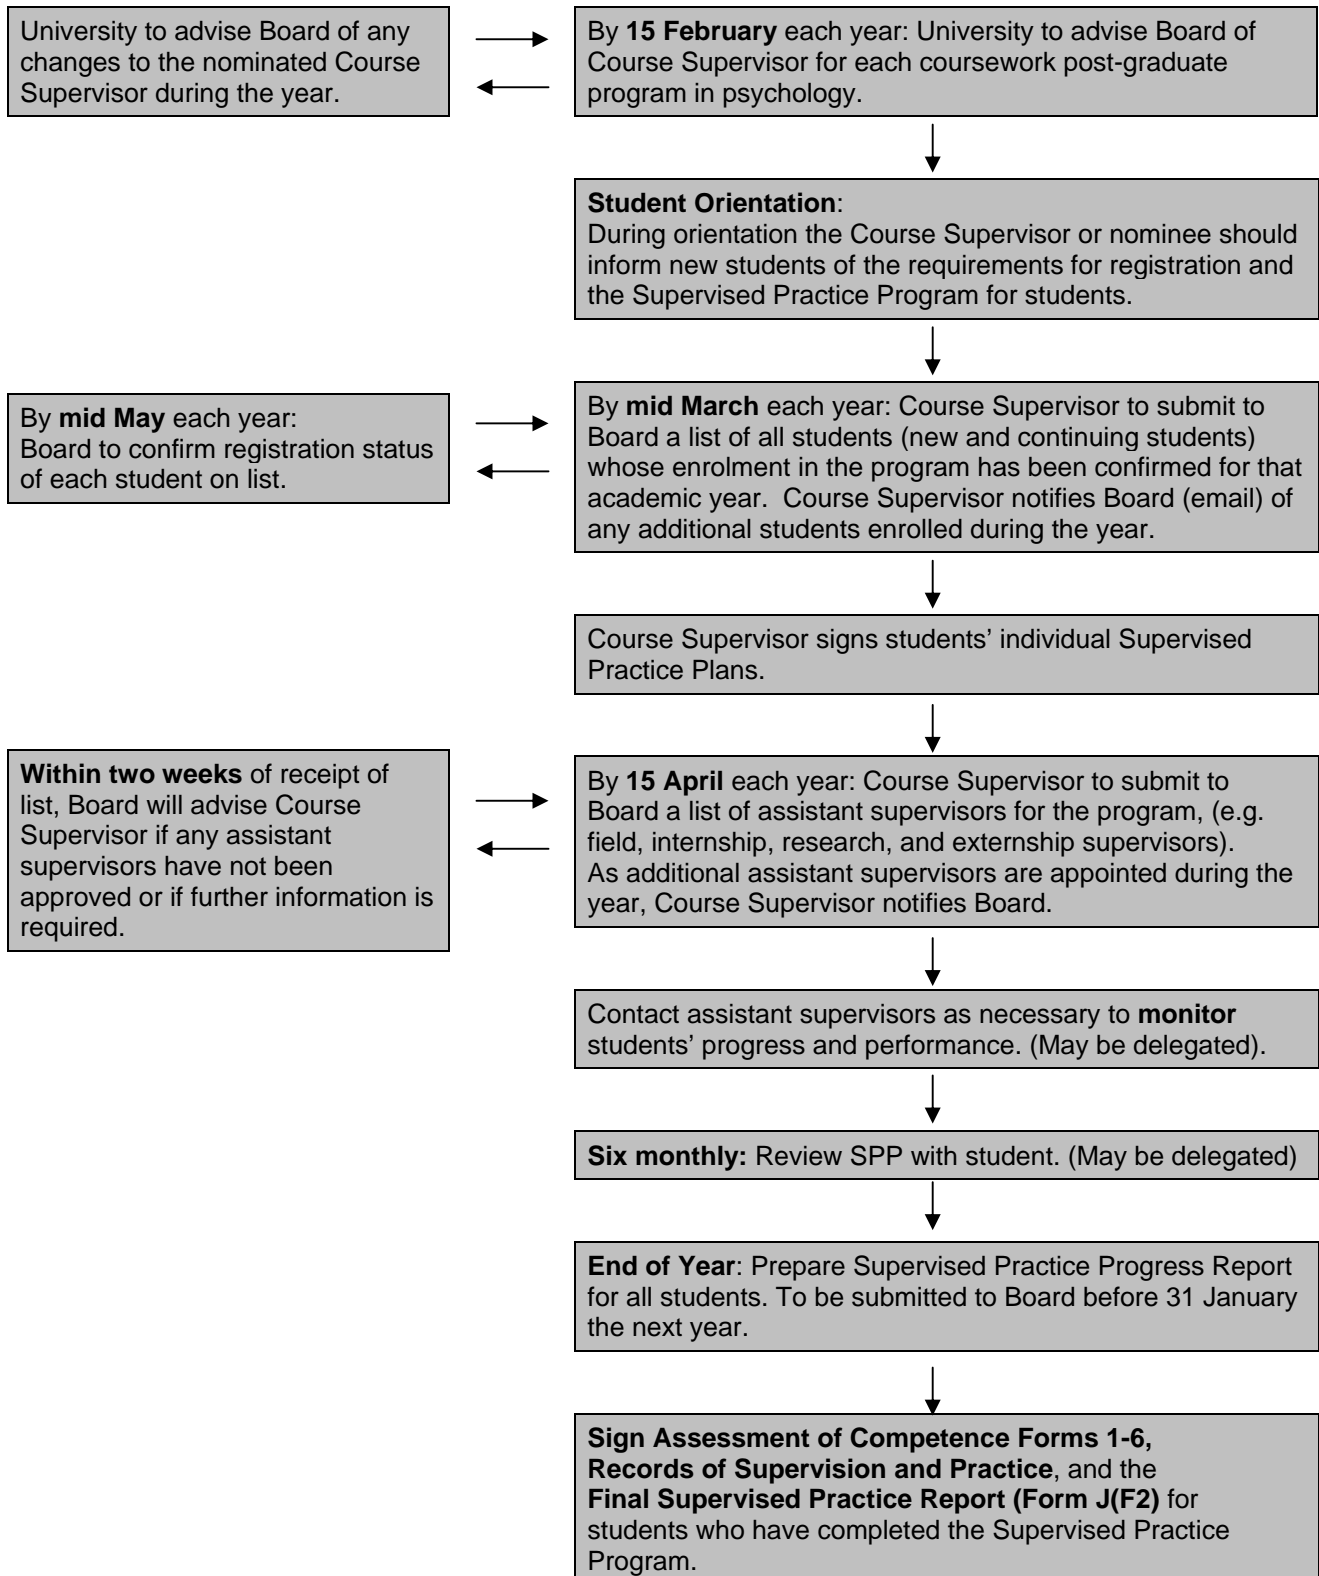 University to advise Board of any
changes to the nominated Course
Supervisor during the year.
By 15 February each year: University to advise Board of
Course Supervisor for each coursework post-graduate
program in psychology.
Student Orientation:
During orientation the Course Supervisor or nominee should
inform new students of the requirements for registration and
the Supervised Practice Program for students.
By mid May each year:
Board to confirm registration status
of each student on list.
By mid March each year: Course Supervisor to submit to
Board a list of all students (new and continuing students)
whose enrolment in the program has been confirmed for that
academic year.  Course Supervisor notifies Board (email) of
any additional students enrolled during the year.
Course Supervisor signs students’ individual Supervised
Practice Plans.
Within two weeks of receipt of
list, Board will advise Course
Supervisor if any assistant
supervisors have not been
approved or if further information is
required.
By 15 April each year: Course Supervisor to submit to
Board a list of assistant supervisors for the program, (e.g.
field, internship, research, and externship supervisors).
As additional assistant supervisors are appointed during the
year, Course Supervisor notifies Board.
Contact assistant supervisors as necessary to monitor
students’ progress and performance. (May be delegated).
Six monthly: Review SPP with student. (May be delegated)
End of Year: Prepare Supervised Practice Progress Report
for all students. To be submitted to Board before 31 January
the next year.
Sign Assessment of Competence Forms 1-6,
Records of Supervision and Practice, and the
Final Supervised Practice Report (Form J(F2) for
students who have completed the Supervised Practice
Program.